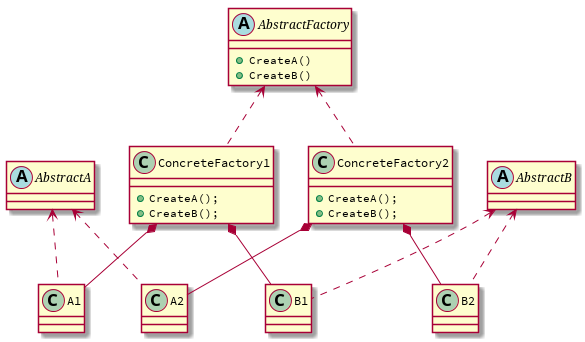 A AbstractFactory
CreateA()
CreateB()
A AbstractA
C ConcreteFactory1
CreateA();
CreateB();
C ConcreteFactory2
CreateA();
CreateB();
A AbstractB
C A1
C A2
C B1
C B2